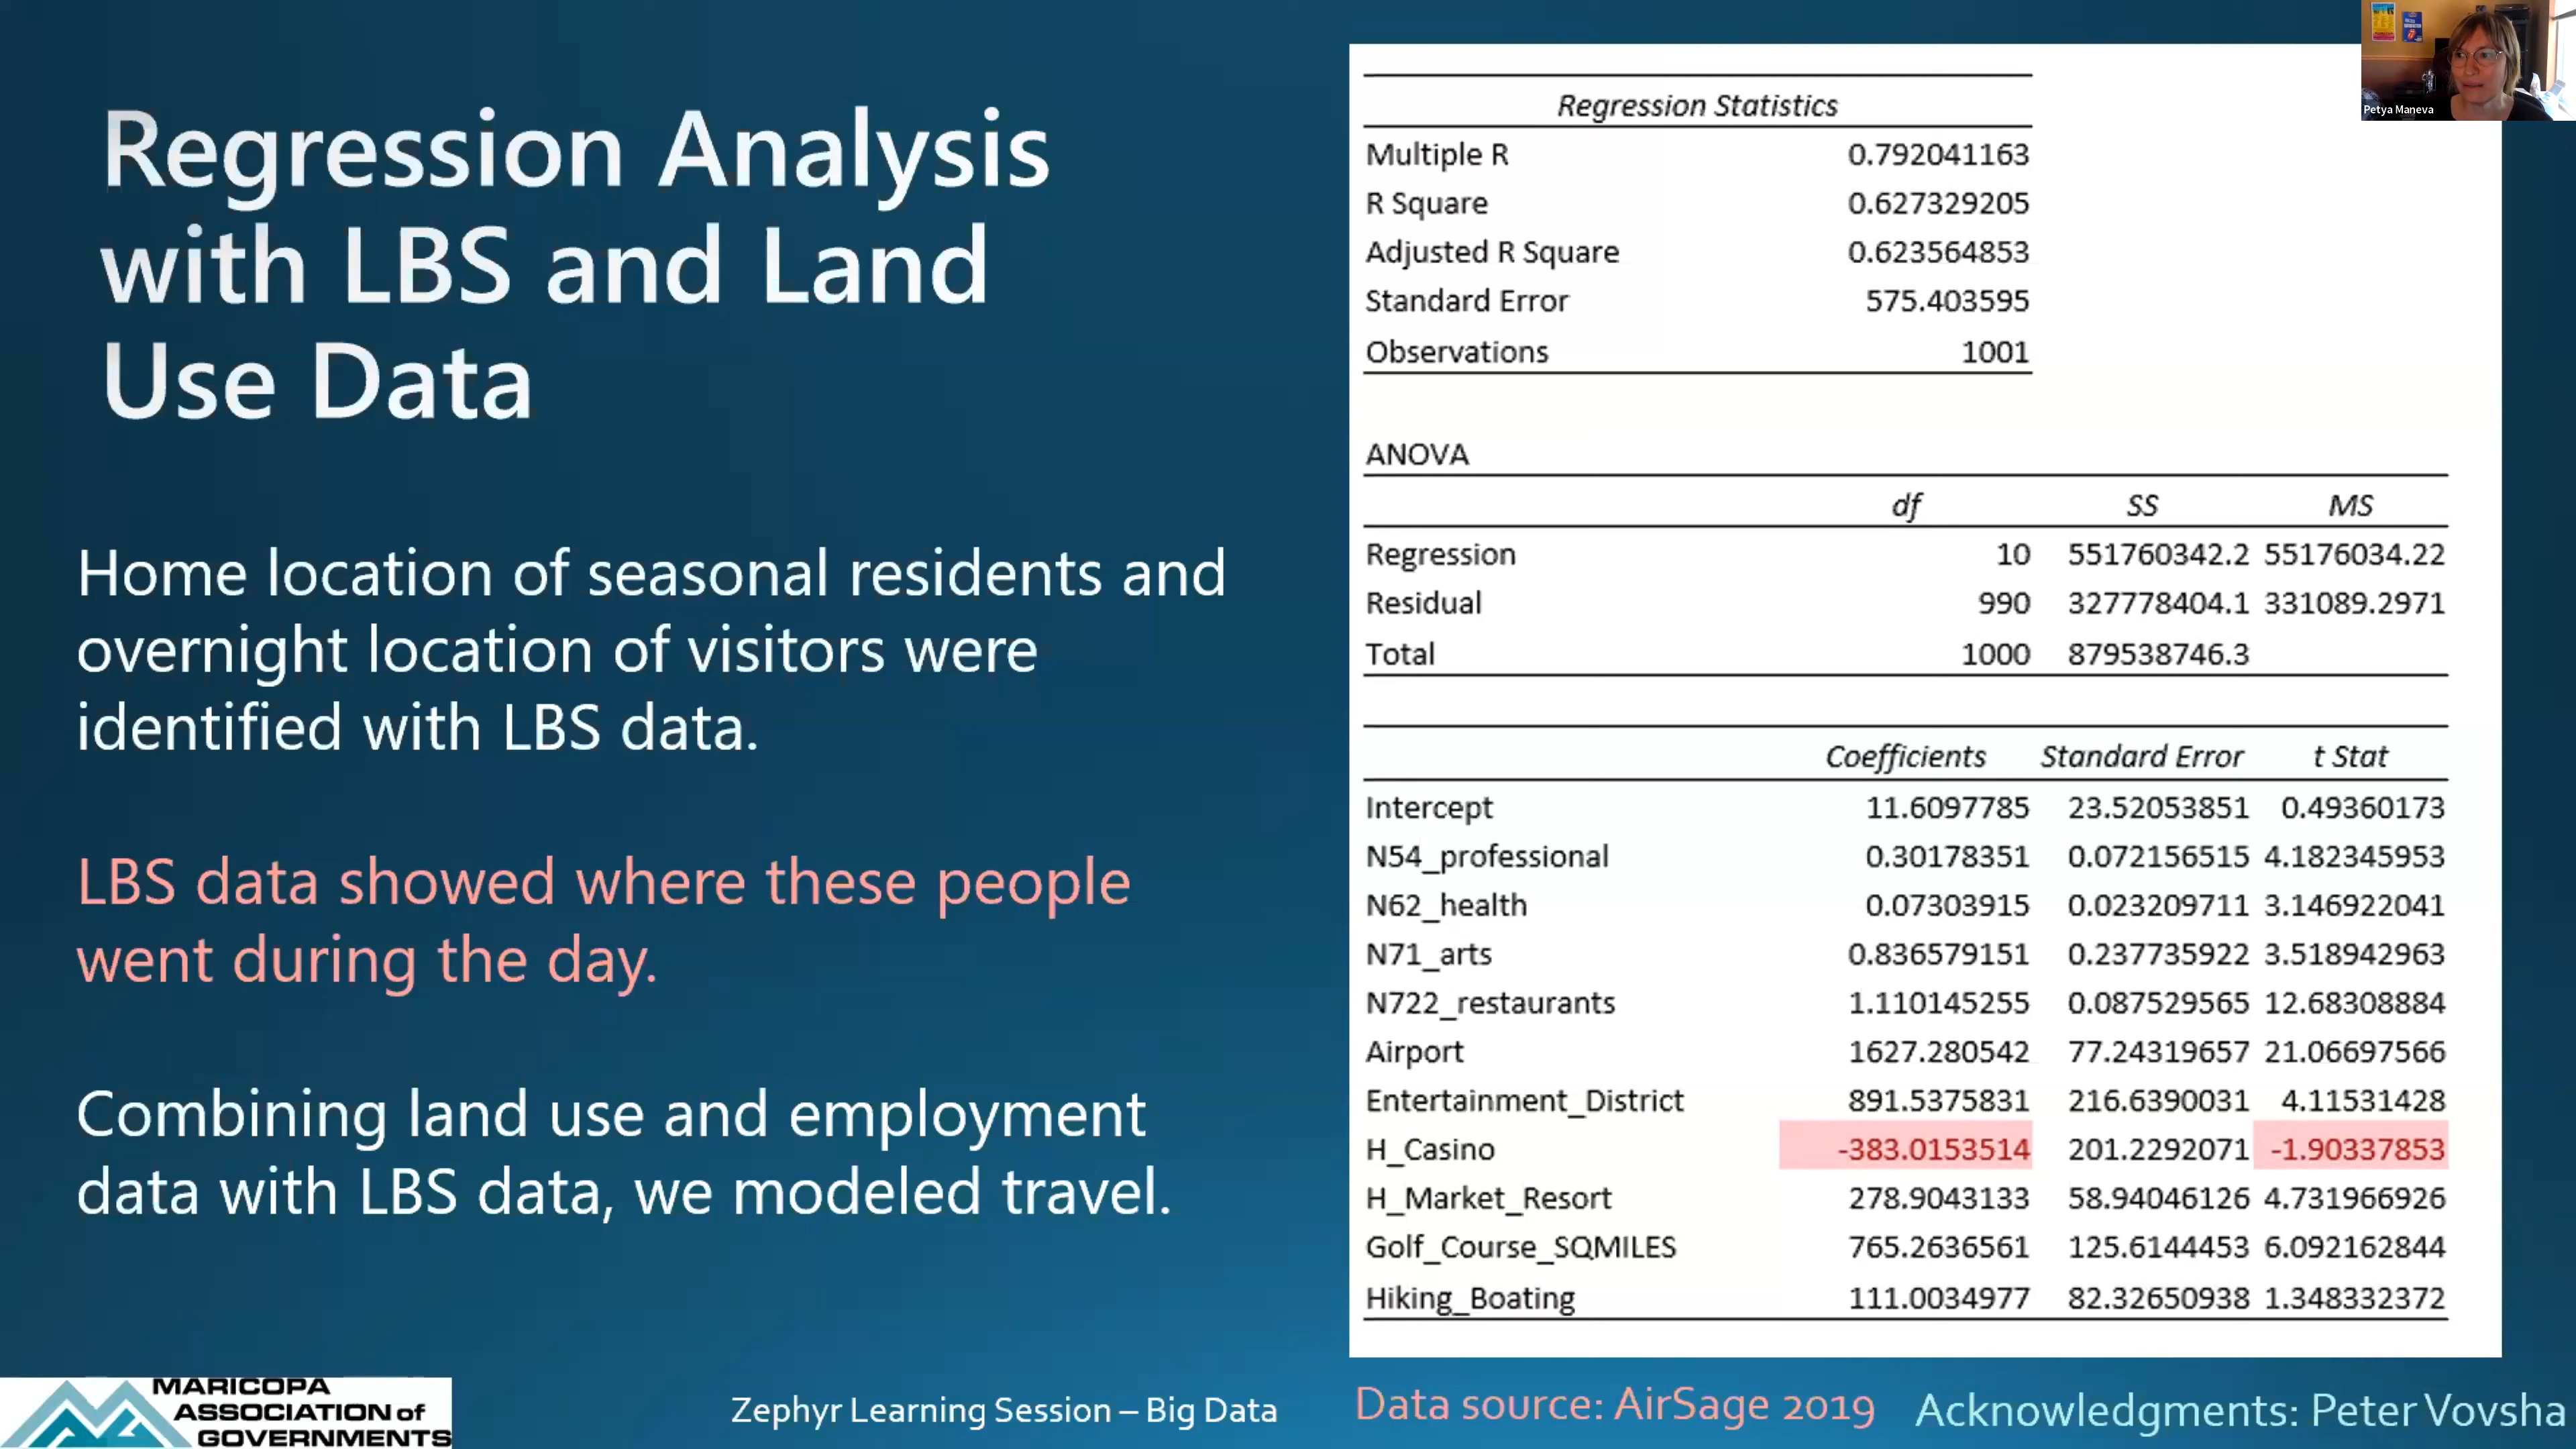 Regression Analysis
with LBS and Land
Use Data
Home location of seasonal residents and
overnight location of visitors were
identified with LBS data.
LBS data showed where these people
went during the day.
Combining land use and employment
data with LBS data, we modeled travel.
Regression Statistics
Multiple R 0.792041163
R Square 0.627329205
Adjusted R Square 0.623564853
Standard Error 575.403595
Observations 1001
ANOVA
df SS MS
Regression 10 551760342.2 55176034.22
Residual 990 327778404.1 331089.2971
Total 1000 879538746.3
Coefficients Standard Error t Stat
Intercept 11.6097785 23.52053851 0.49360173
N54_professional 0.30178351 0.072156515 4.182345953
N62_health 0.07303915 0.023209711 3.146922041
N71_arts 0.836579151 0.237735922 3.518942963
N722_restaurants 1.110145255 0.087529565 12.68308884
Airport 1627.280542 77.24319657 21.06697566
Entertainment_District 891.5375831 216.6390031 4.11531428
H_Casino -383.0153514 201.2292071 -1.90337853
H_Market_Resort 278.9043133 58.94046126 4.731966926
Golf_Course_SQMILES 765.2636561 125.6144453 6.092162844
Hiking_Boating 111.0034977 82.32650938 1.348332372
Petya Maneva
MARICOPA
ASSOCIATION of
GOVERNMENTS
Zephyr Learning Session – Big Data
Data source: AirSage 2019
Acknowledgments: Peter Vovsha